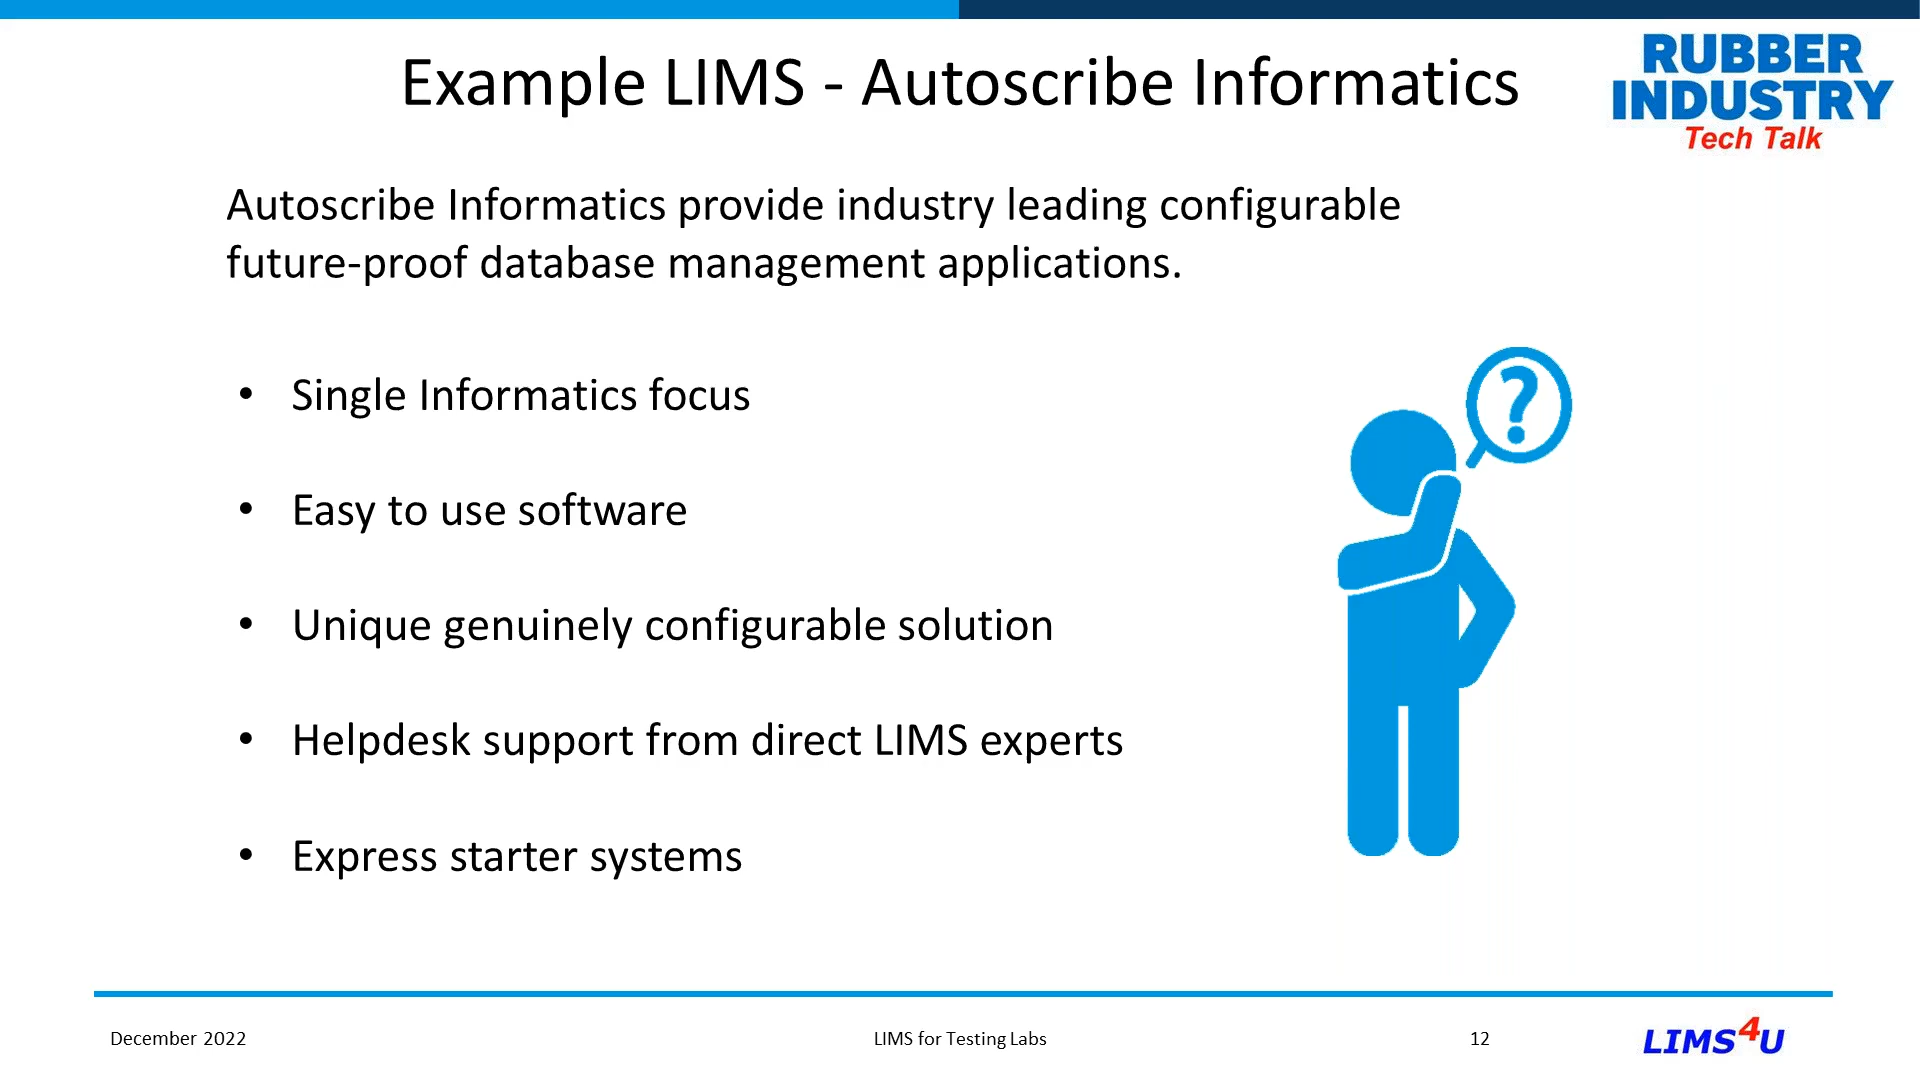 Example LIMS - Autoscribe Informatics
RUBBER
INDUSTRY
Tech Talk
Autoscribe Informatics provide industry leading configurable
future-proof database management applications.
• Single Informatics focus
• Easy to use software
• Unique genuinely configurable solution
• Helpdesk support from direct LIMS experts
• Express starter systems
?
December 2022
LIMS for Testing Labs
12
LIMS4U